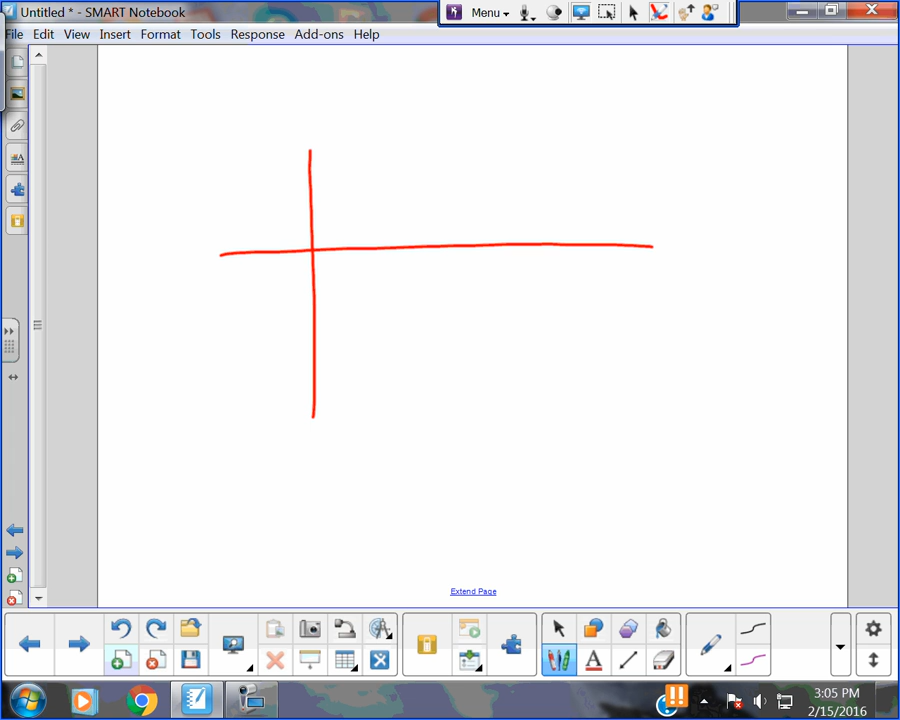 Untitled * - SMART Notebook
Menu
File Edit View Insert Format Tools Response Add-ons Help
Extend Page
3:05 PM
2/15/2016